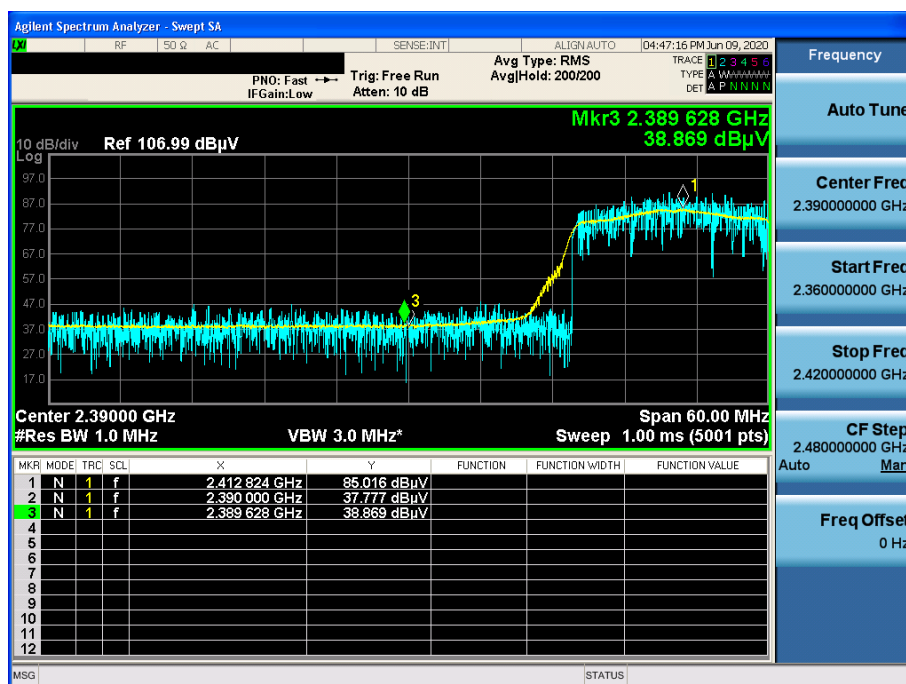 Agilent Spectrum Analyzer - Swept SA
LXI RF 50 Ω AC SENSE:INT ALIGN AUTO 04:47:16 PM Jun 09, 2020
Frequency
Avg Type: RMS
TRACE 1 2 3 4 5 6
PNO: Fast Trig: Free Run Avg|Hold: 200/200
TYPE A WWWWW
IFGain:Low Atten: 10 dB
DET A P N N N N
Auto Tune
Mkr3 2.389 628 GHz
10 dB/div Ref 106.99 dBµV 38.869 dBµV
Log
97.0
87.0
77.0
67.0
57.0
47.0
37.0
27.0
17.0
1
3
Center Freq
2.390000000 GHz
Start Freq
2.360000000 GHz
Stop Freq
2.420000000 GHz
Center 2.39000 GHz Span 60.00 MHz
#Res BW 1.0 MHz VBW 3.0 MHz* Sweep 1.00 ms (5001 pts)
CF Step
2.480000000 GHz
Auto Man
MKR MODE TRC SCL X Y FUNCTION FUNCTION WIDTH FUNCTION VALUE
1 N 1 f 2.412 824 GHz 85.016 dBµV
2 N 1 f 2.390 000 GHz 37.777 dBµV
3 N 1 f 2.389 628 GHz 38.869 dBµV
4
5
6
7
8
9
10
11
12
Freq Offset
0 Hz
MSG STATUS